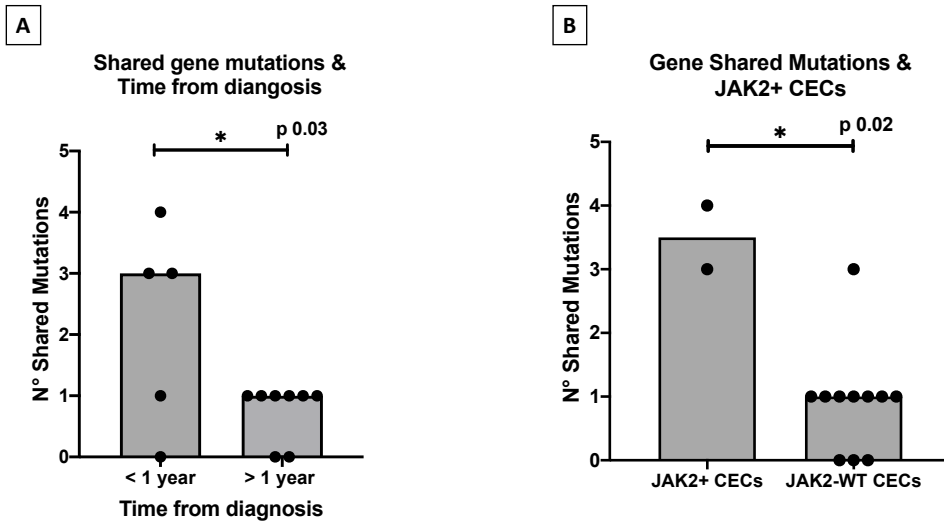 A
Shared gene mutations &
Time from diangosis
p 0.03
*
5
4
3
2
1
0
N° Shared Mutations
< 1 year
> 1 year
Time from diagnosis
B
Gene Shared Mutations &
JAK2+ CECs
p 0.02
*
5
4
3
2
1
0
N° Shared Mutations
JAK2+ CECs
JAK2-WT CECs